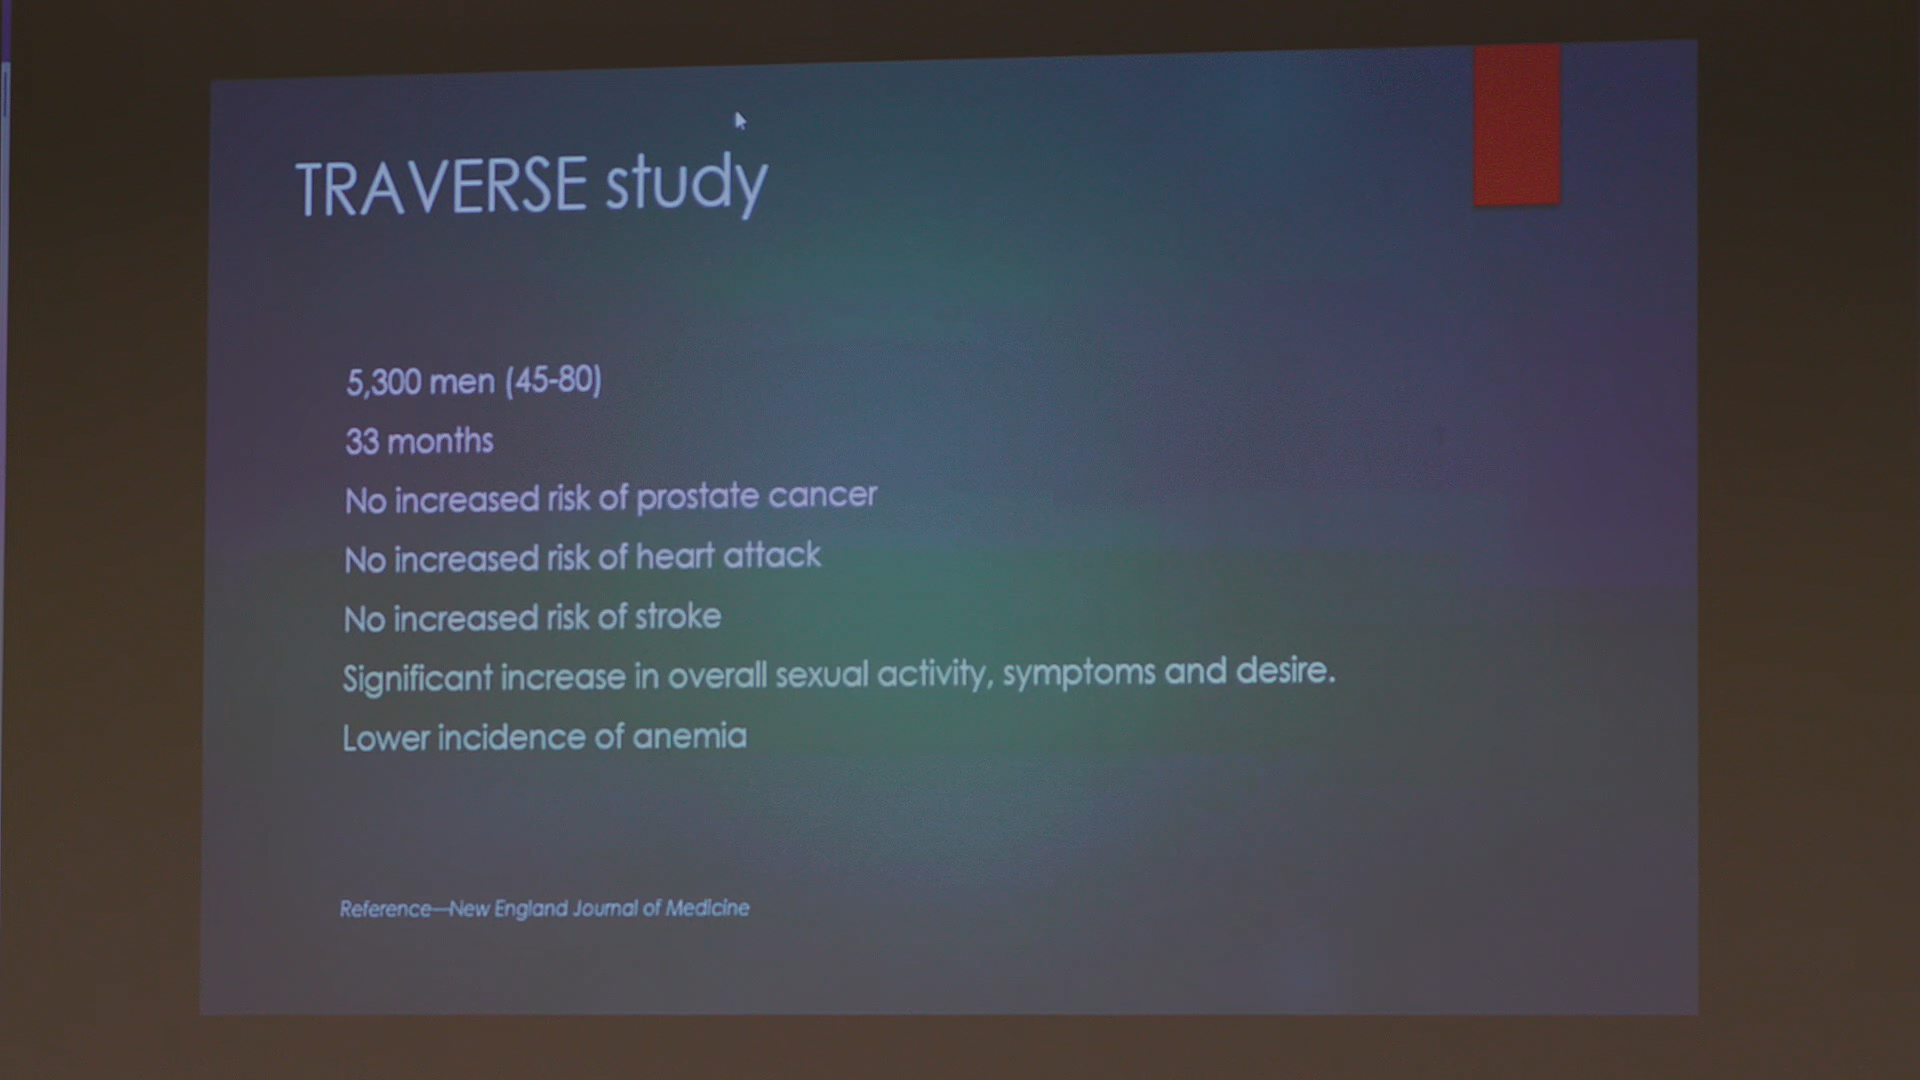 TRAVERSE study
5,300 men (45-80)
33 months
No increased risk of prostate cancer
No increased risk of heart attack
No increased risk of stroke
Significant increase in overall sexual activity, symptoms and desire.
Lower incidence of anemia
Reference—New England Journal of Medicine